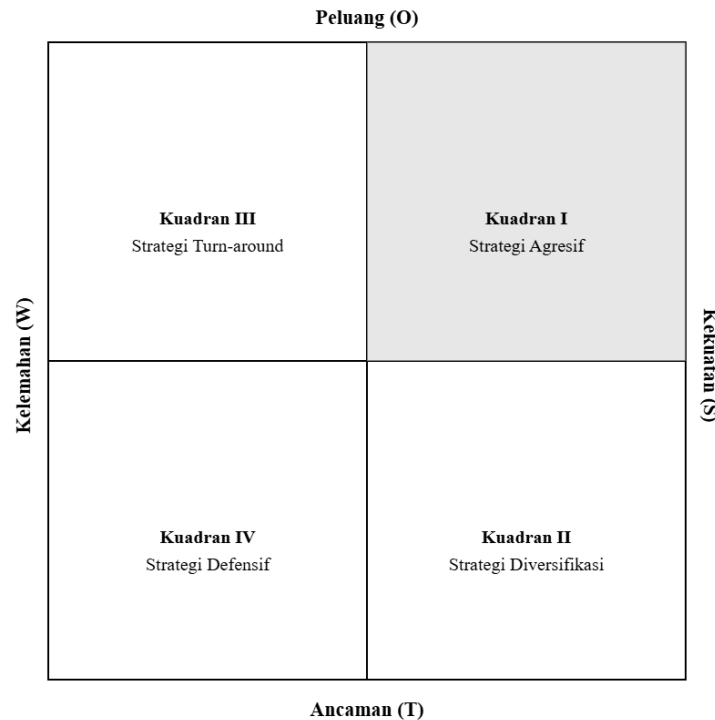 Peluang (O)
Kuadran III
Strategi Turn-around
Kuadran I
Strategi Agresif
Kelemahan (W)
Kekuatan (S)
Kuadran IV
Strategi Defensif
Kuadran II
Strategi Diversifikasi
Ancaman (T)